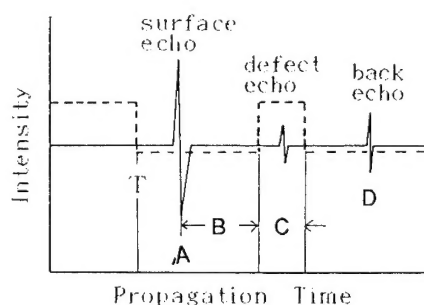 surface
echo
defect
echo
back
echo
Intensity
T
A
B
C
D
Propagation Time